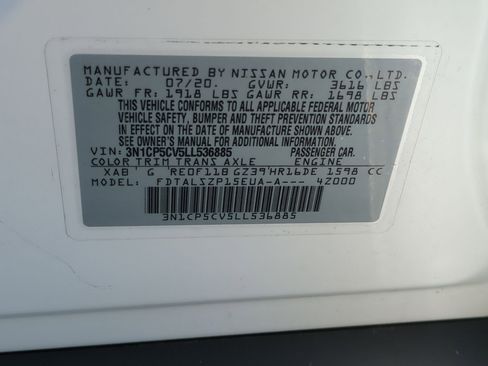 MANUFACTURED BY NISSAN MOTOR CO., LTD.
07/20. GVWR: 3616 LBS
GAWR FR: 1918 LBS GAWR RR: 1698 LBS
THIS VEHICLE CONFORMS TO ALL APPLICABLE FEDERAL MOTOR
VEHICLE SAFETY, BUMPER AND THEFT PREVENTION STANDARDS
IN EFFECT ON THE DATE OF MANUFACTURE SHOWN ABOVE.
SEE OWNER'S MANUAL FOR ADDITIONAL INFORMATION.
VIN: 3N1CP5CV5LL536885 PASSENGER CAR.
COLOR TRIM TRANS AXLE ENGINE
XAB G RE0F11B GZ39 HR16DE 1598 CC
MODEL: FDTALSZP15EUA-A--- 42000
3N1CP5CV5LL536885